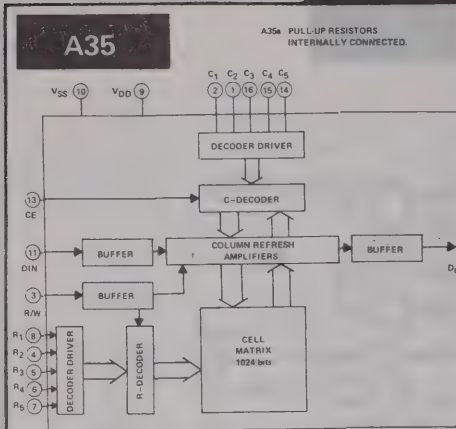 A35
A35a PULL-UP RESISTORS
INTERNALLY CONNECTED.
VSS 10 VDD 9
C1 C2 C3 C4 C5
2 1 16 15 14
DECODER DRIVER
13
CE
C-DECODER
11
DIN
BUFFER
COLUMN REFRESH
AMPLIFIERS
BUFFER
3
R/W
BUFFER
R1 8
R2 4
R3 5
R4 6
R5 7
DECODER DRIVER
R-DECODER
CELL
MATRIX
1024 bits